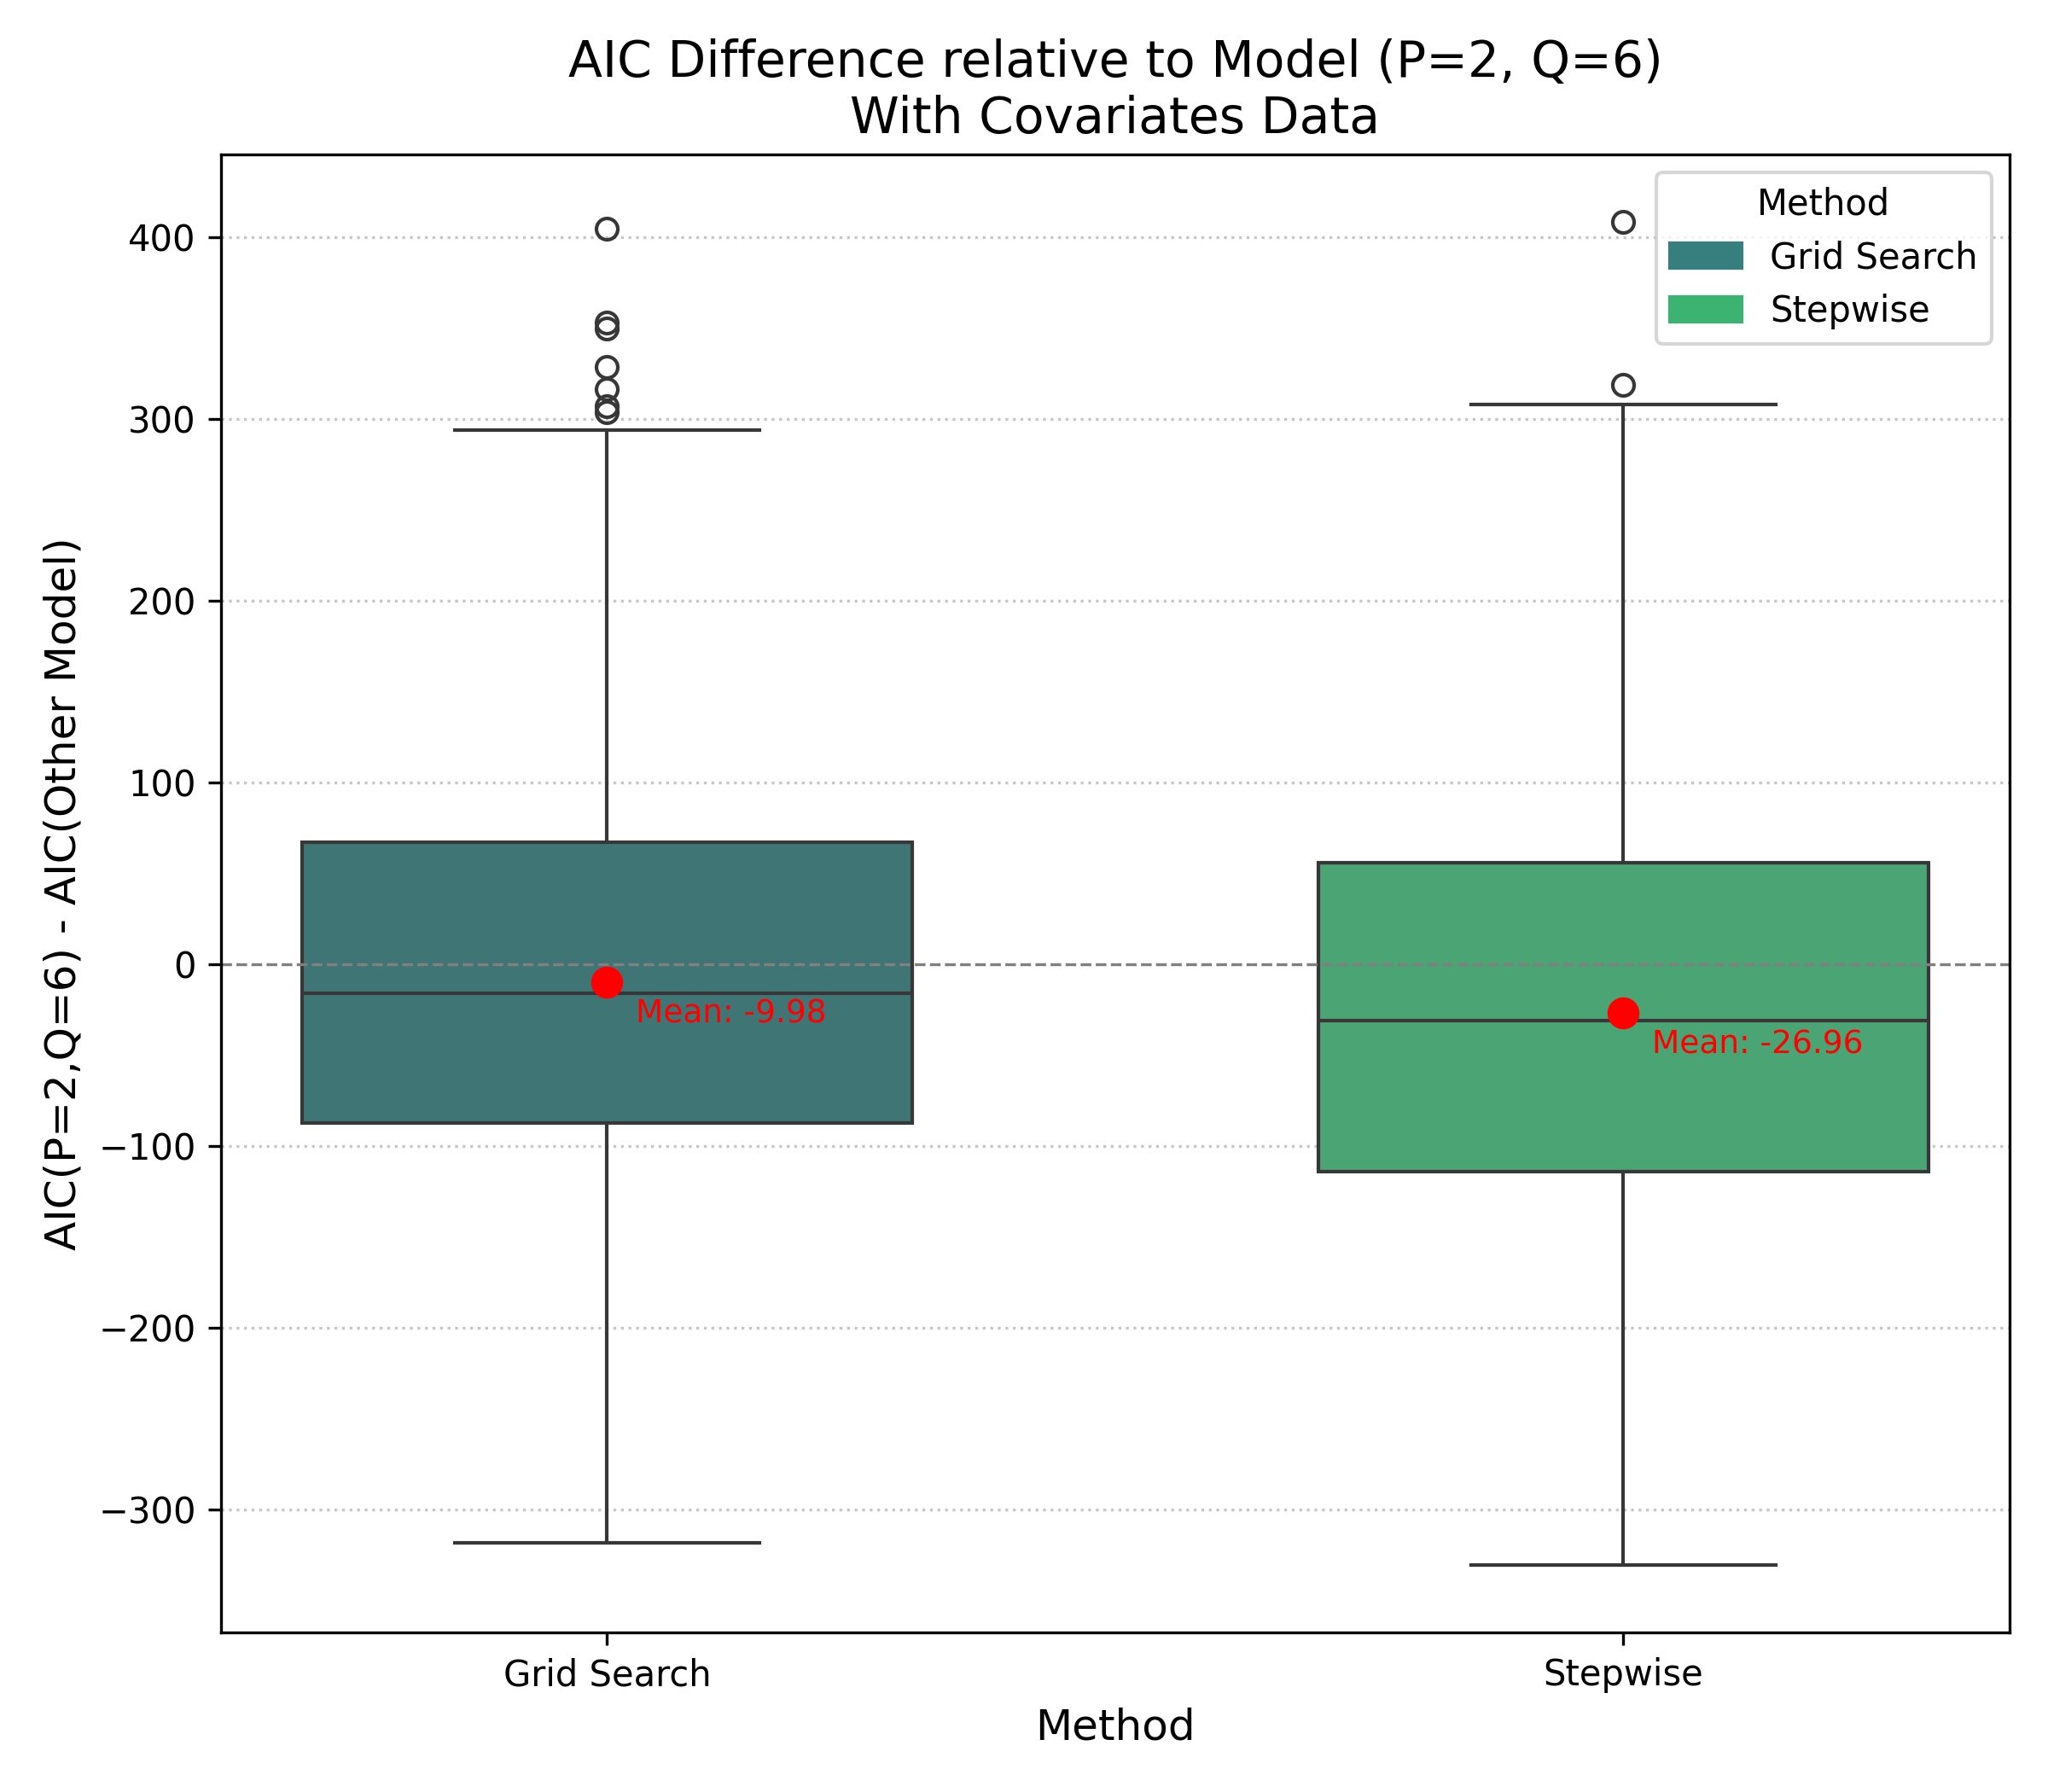 AIC Difference relative to Model (P=2, Q=6)
With Covariates Data
AIC(P=2,Q=6) - AIC(Other Model)
400
300
200
100
0
−100
−200
−300
Method
Grid Search
Stepwise
Mean: -9.98
Mean: -26.96
Grid Search
Stepwise
Method